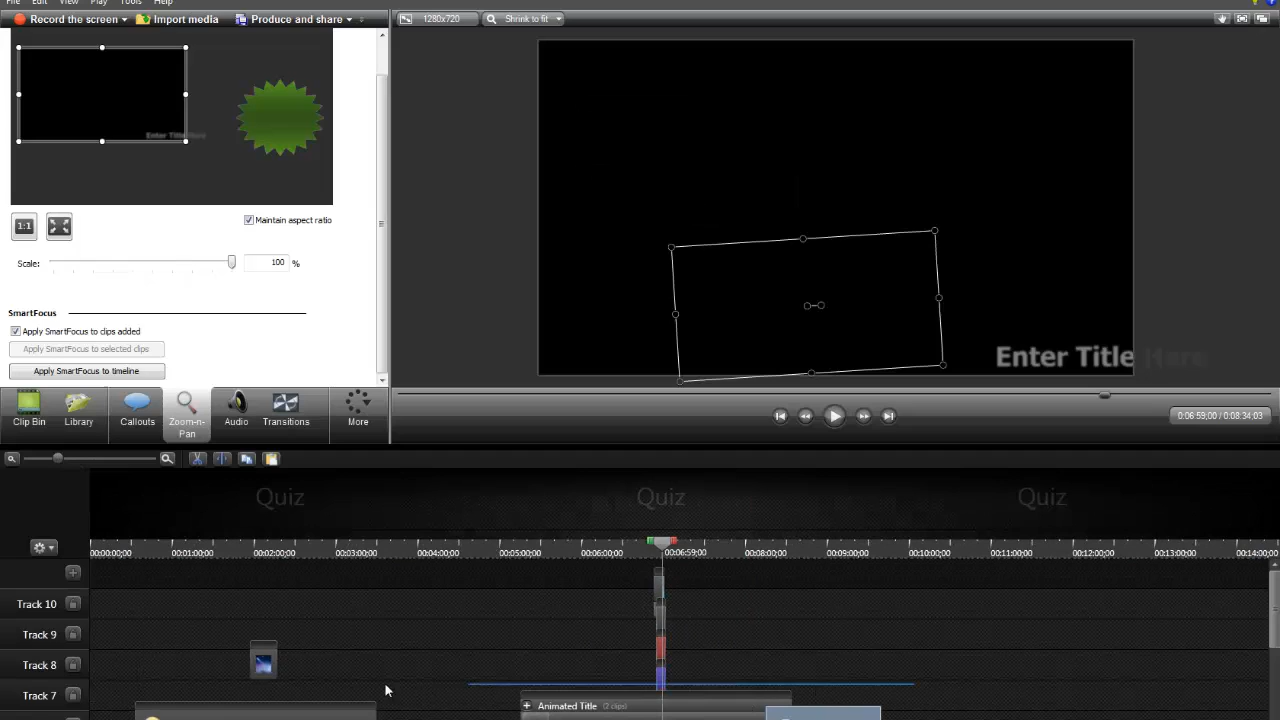 File Edit View Play Tools Help
Record the screen Import media Produce and share
1280x720 Shrink to fit
Enter Title Here
1:1
Maintain aspect ratio
Scale: 100 %
SmartFocus
Apply SmartFocus to clips added
Apply SmartFocus to selected clips
Apply SmartFocus to timeline
Enter Title Here
Clip Bin Library Callouts Zoom-n-Pan Audio Transitions More
0:06:59;00 / 0:08:34;03
Quiz Quiz Quiz
00:00:00;00 00:01:00;00 00:02:00;00 00:03:00;00 00:04:00;00 00:05:00;00 00:06:00;00 00:06:59;00 00:08:00;00 00:09:00;00 00:10:00;00 00:11:00;00 00:12:00;00 00:13:00;00 00:14:00;0
Track 10
Track 9
Track 8
Track 7
Animated Title (2 clips)